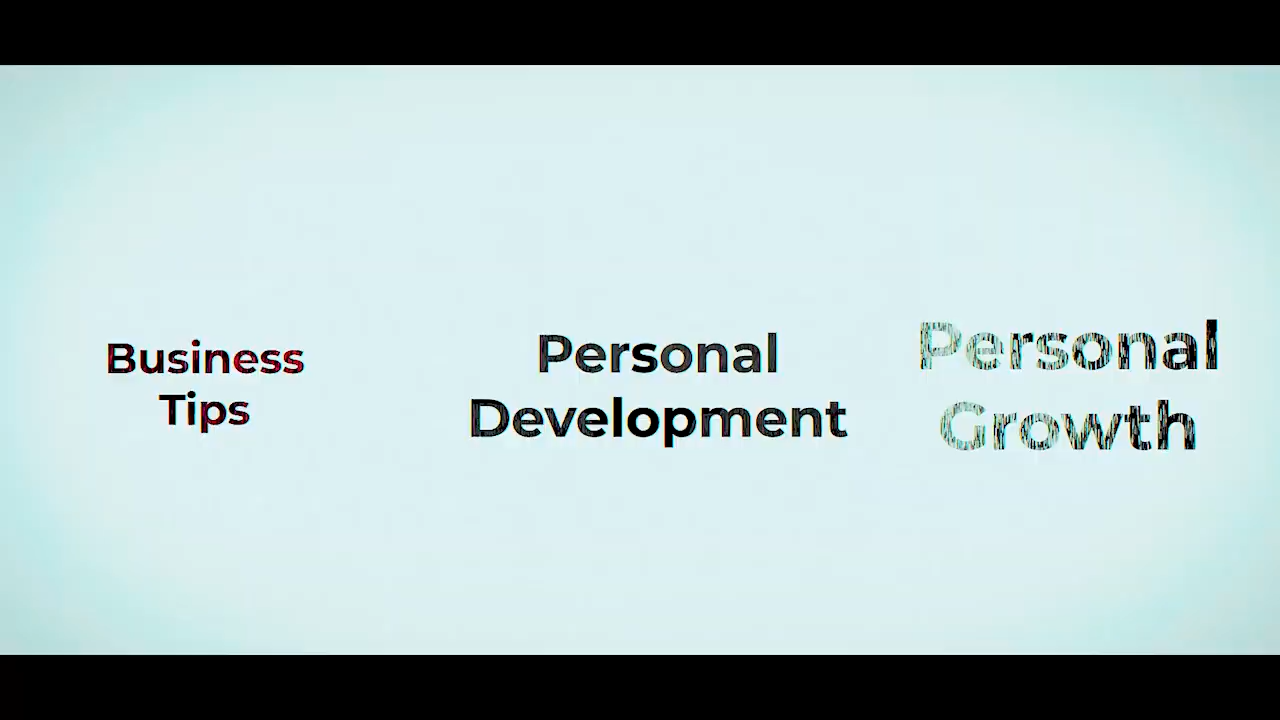 Business
Tips
Personal
Development
Personal
Growth